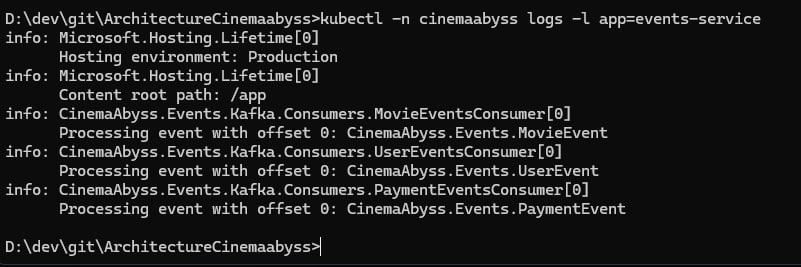 D:\dev\git\ArchitectureCinemaabyss>kubectl -n cinemaabyss logs -l app=events-service
info: Microsoft.Hosting.Lifetime[0]
      Hosting environment: Production
info: Microsoft.Hosting.Lifetime[0]
      Content root path: /app
info: CinemaAbyss.Events.Kafka.Consumers.MovieEventsConsumer[0]
      Processing event with offset 0: CinemaAbyss.Events.MovieEvent
info: CinemaAbyss.Events.Kafka.Consumers.UserEventsConsumer[0]
      Processing event with offset 0: CinemaAbyss.Events.UserEvent
info: CinemaAbyss.Events.Kafka.Consumers.PaymentEventsConsumer[0]
      Processing event with offset 0: CinemaAbyss.Events.PaymentEvent
D:\dev\git\ArchitectureCinemaabyss>